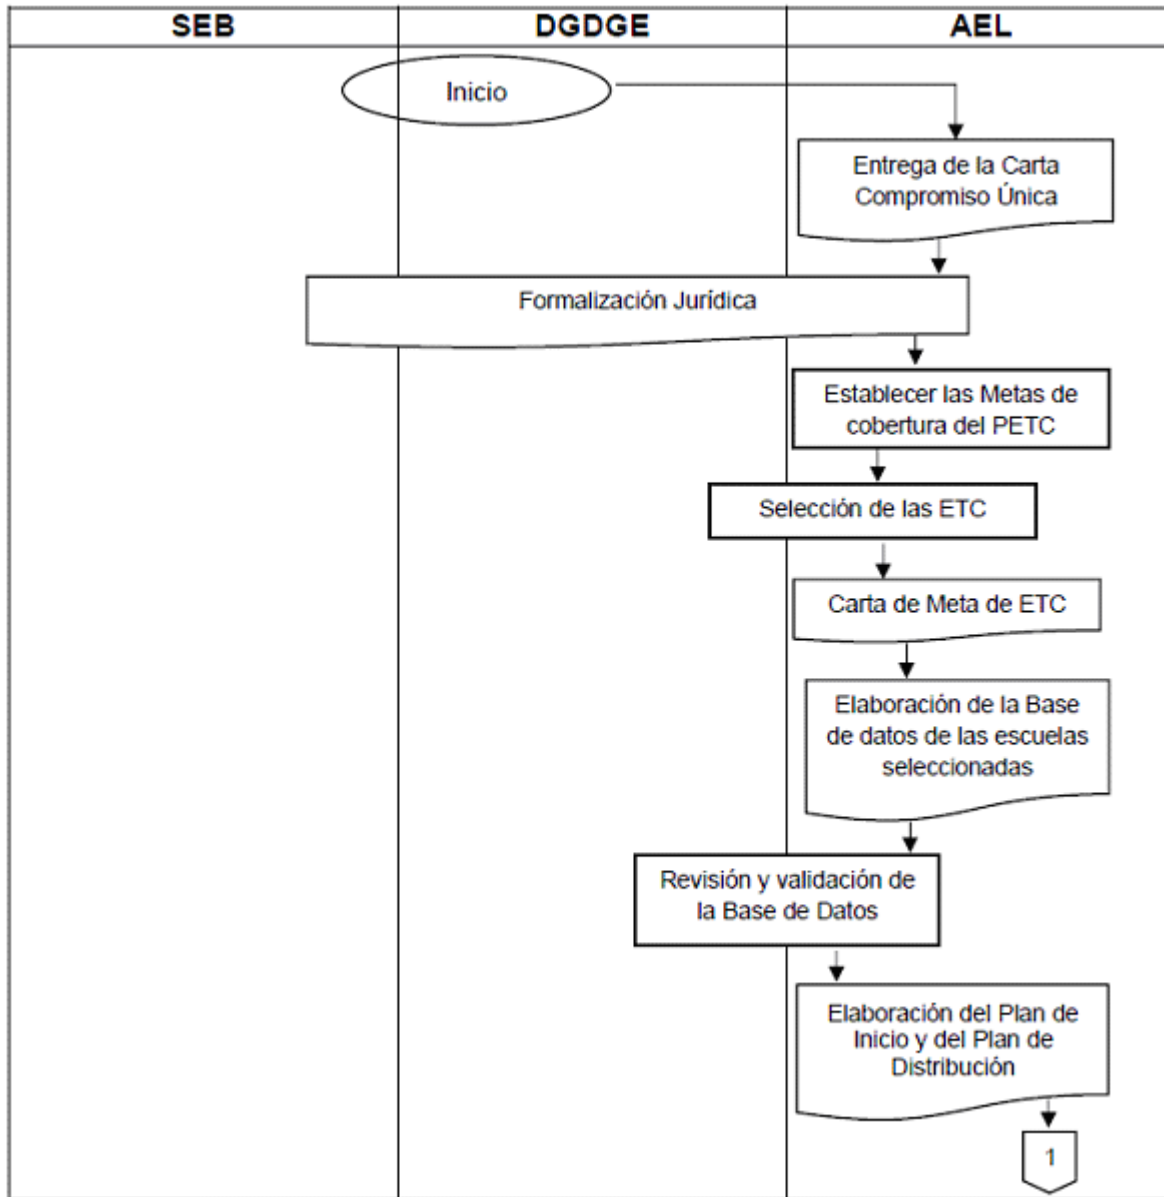 SEB DGDGE AEL
Inicio
Entrega de la Carta
Compromiso Única
Formalización Jurídica
Establecer las Metas de
cobertura del PETC
Selección de las ETC
Carta de Meta de ETC
Elaboración de la Base
de datos de las escuelas
seleccionadas
Revisión y validación de
la Base de Datos
Elaboración del Plan de
Inicio y del Plan de
Distribución
1